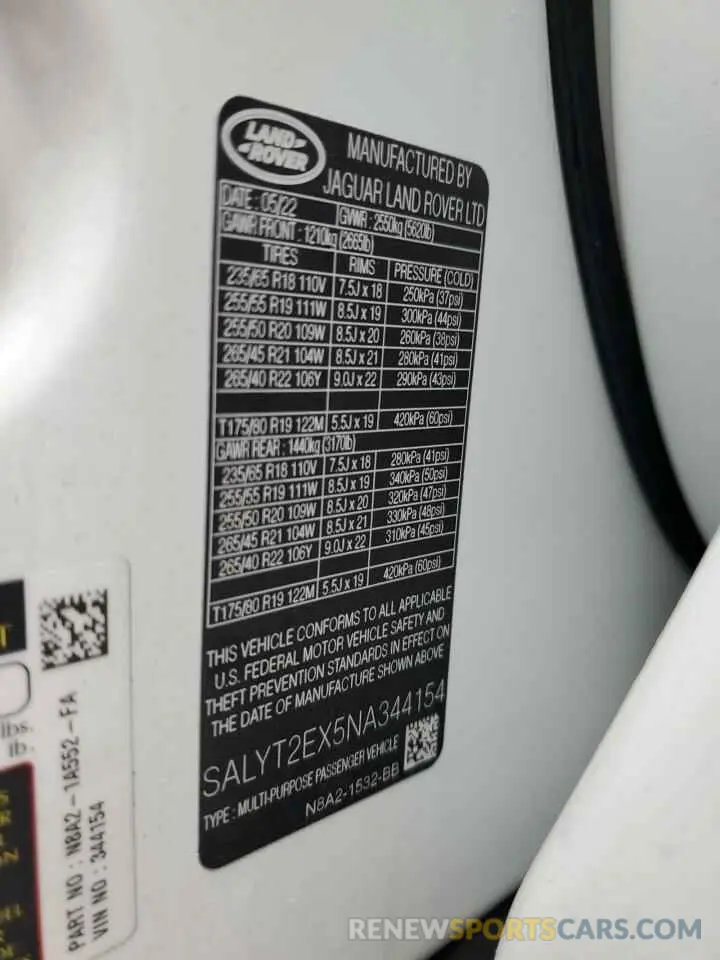 LAND
ROVER
MANUFACTURED BY
JAGUAR LAND ROVER LTD
DATE : 05/22 GVWR : 2550kg (5620lb)
GAWR FRONT : 1210kg (2665lb)
TIRES RIMS PRESSURE (COLD)
235/65 R18 110V 7.5J x 18 250kPa (37psi)
255/55 R19 111W 8.5J x 19 300kPa (44psi)
255/50 R20 109W 8.5J x 20 260kPa (38psi)
265/45 R21 104W 8.5J x 21 280kPa (41psi)
265/40 R22 106Y 9.0J x 22 290kPa (43psi)
T175/80 R19 122M 5.5J x 19 420kPa (60psi)
GAWR REAR : 1440kg (3170lb)
235/65 R18 110V 7.5J x 18 280kPa (41psi)
255/55 R19 111W 8.5J x 19 340kPa (50psi)
255/50 R20 109W 8.5J x 20 320kPa (47psi)
265/45 R21 104W 8.5J x 21 330kPa (48psi)
265/40 R22 106Y 9.0J x 22 310kPa (45psi)
T175/80 R19 122M 5.5J x 19 420kPa (60psi)
THIS VEHICLE CONFORMS TO ALL APPLICABLE
U.S. FEDERAL MOTOR VEHICLE SAFETY AND
THEFT PREVENTION STANDARDS IN EFFECT ON
THE DATE OF MANUFACTURE SHOWN ABOVE
SALYT2EX5NA344154
TYPE : MULTI-PURPOSE PASSENGER VEHICLE
N8A2-1532-BB
lbs.
lb.
PART NO : N8A2-1A552-FA
VIN NO : 344154
RENEWSPORTSCARS.COM